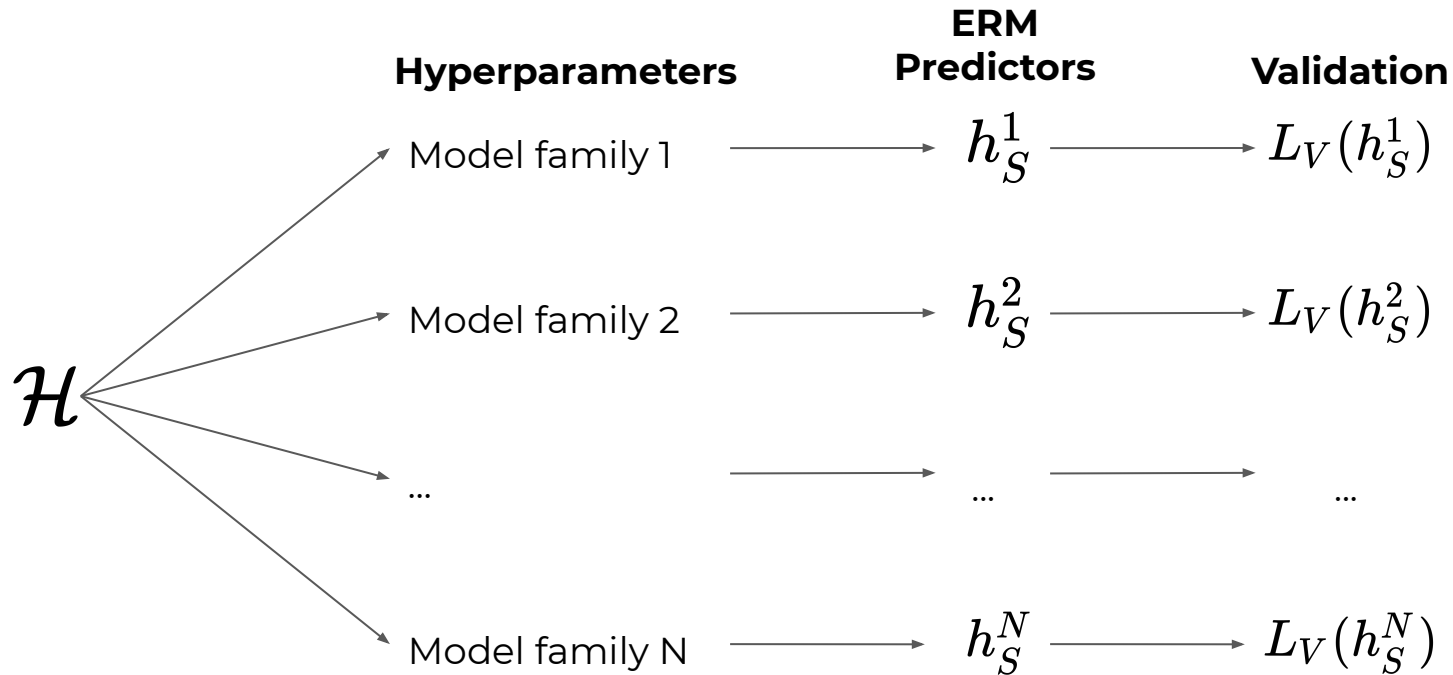 ERM
Hyperparameters Predictors Validation
Model family 1 $h_S^1$ $L_V(h_S^1)$
Model family 2 $h_S^2$ $L_V(h_S^2)$
$\mathcal{H}$
... ... ...
Model family N $h_S^N$ $L_V(h_S^N)$